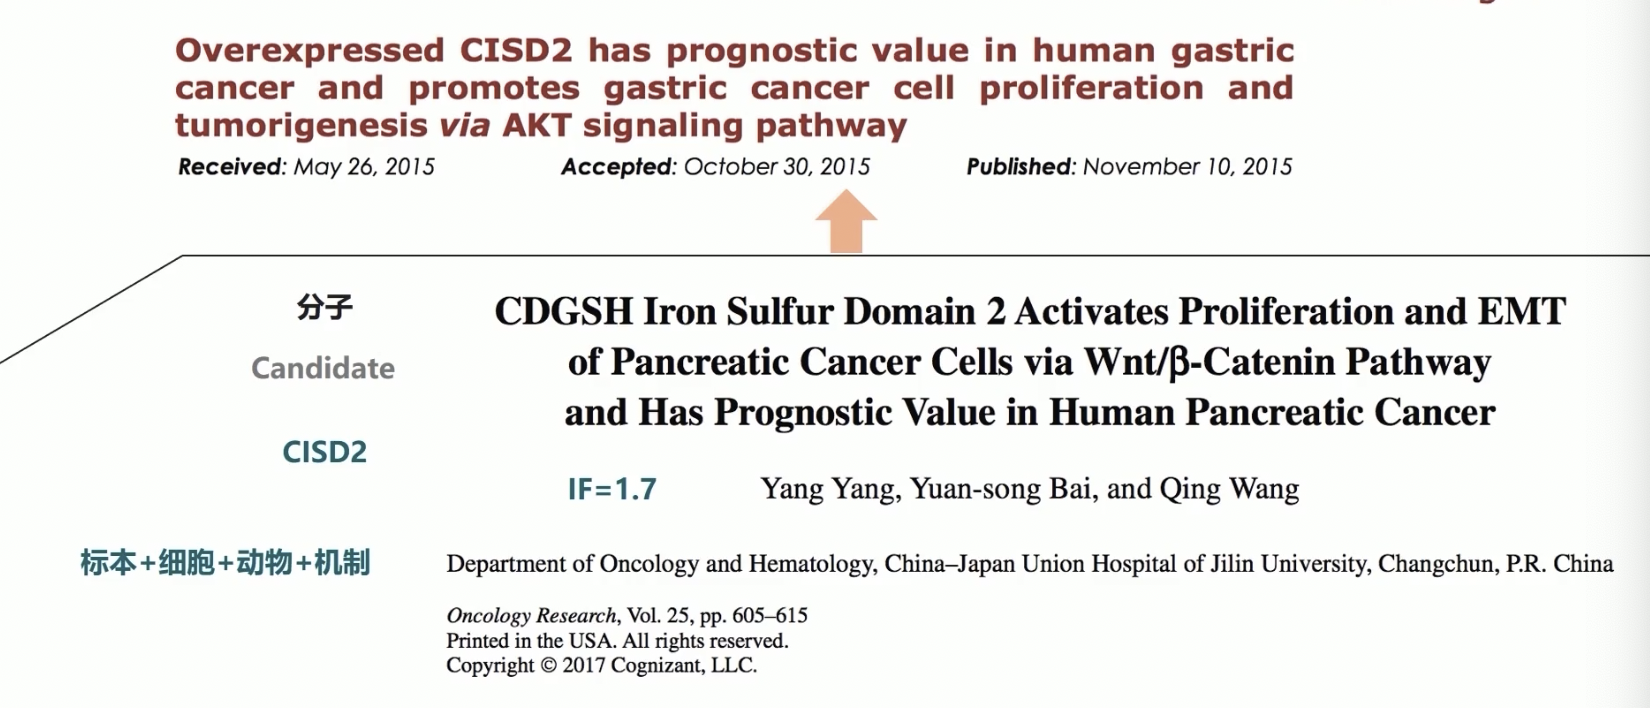 Overexpressed CISD2 has prognostic value in human gastric
cancer and promotes gastric cancer cell proliferation and
tumorigenesis via AKT signaling pathway
Received: May 26, 2015 Accepted: October 30, 2015 Published: November 10, 2015
分子
CDGSH Iron Sulfur Domain 2 Activates Proliferation and EMT
Candidate
of Pancreatic Cancer Cells via Wnt/β-Catenin Pathway
and Has Prognostic Value in Human Pancreatic Cancer
CISD2
IF=1.7
Yang Yang, Yuan-song Bai, and Qing Wang
标本+细胞+动物+机制
Department of Oncology and Hematology, China–Japan Union Hospital of Jilin University, Changchun, P.R. China
Oncology Research, Vol. 25, pp. 605–615
Printed in the USA. All rights reserved.
Copyright © 2017 Cognizant, LLC.